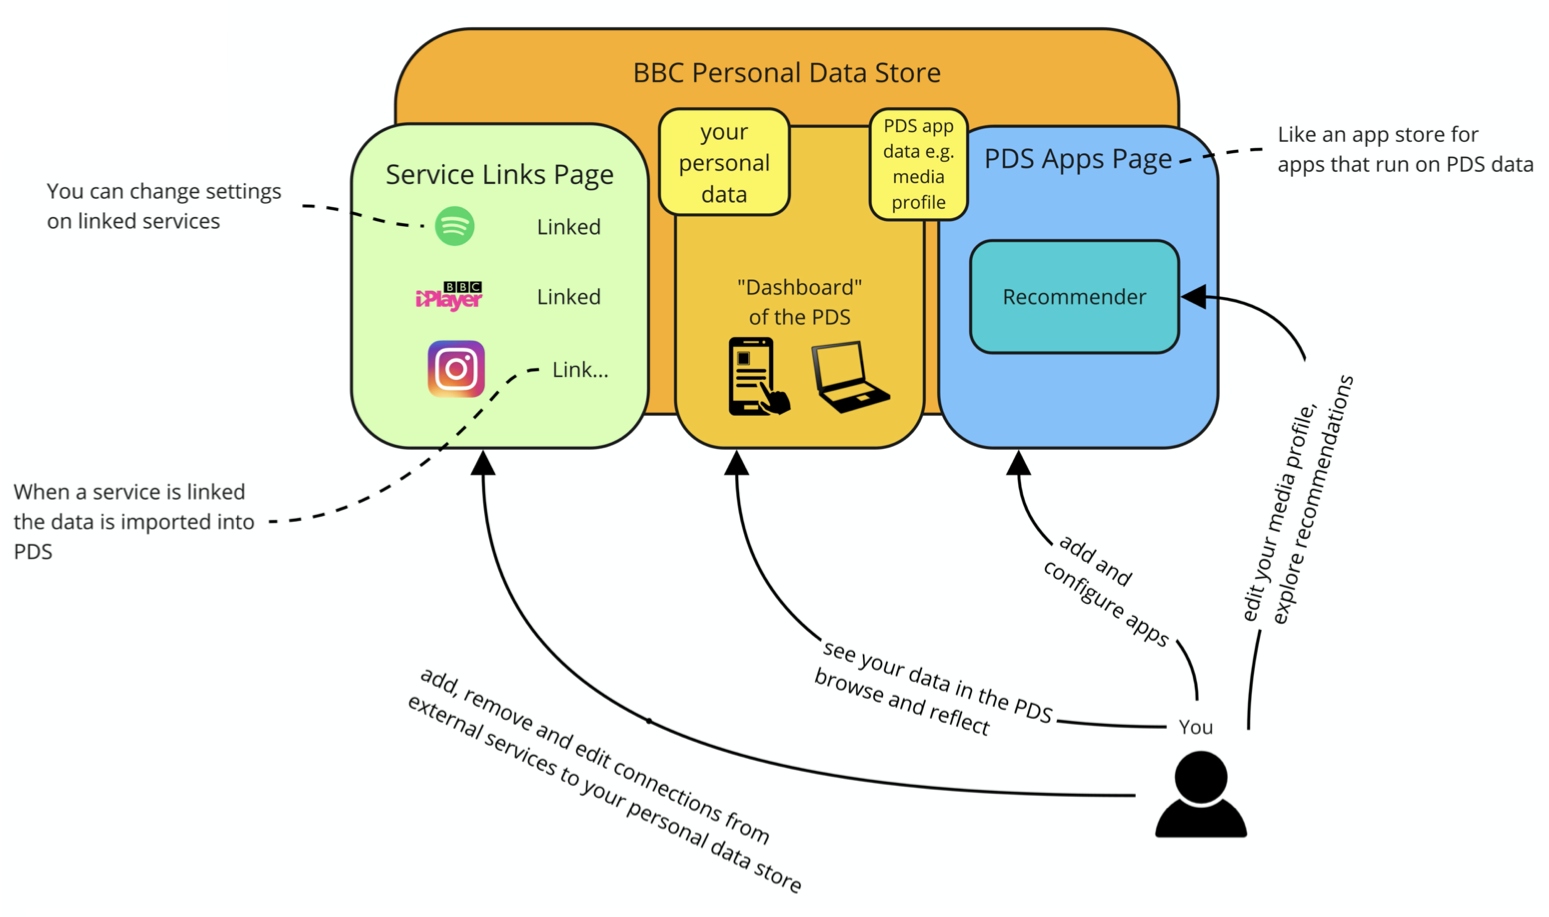 BBC Personal Data Store
your
personal
data
PDS app
data e.g.
media
profile
Service Links Page
PDS Apps Page
Like an app store for
apps that run on PDS data
You can change settings
on linked services
Linked
BBC
iPlayer
Linked
Link...
"Dashboard"
of the PDS
Recommender
When a service is linked
the data is imported into
PDS
add, remove and edit connections from
external services to your personal data store
see your data in the PDS
browse and reflect
add and
configure apps
edit your media profile,
explore recommendations
You